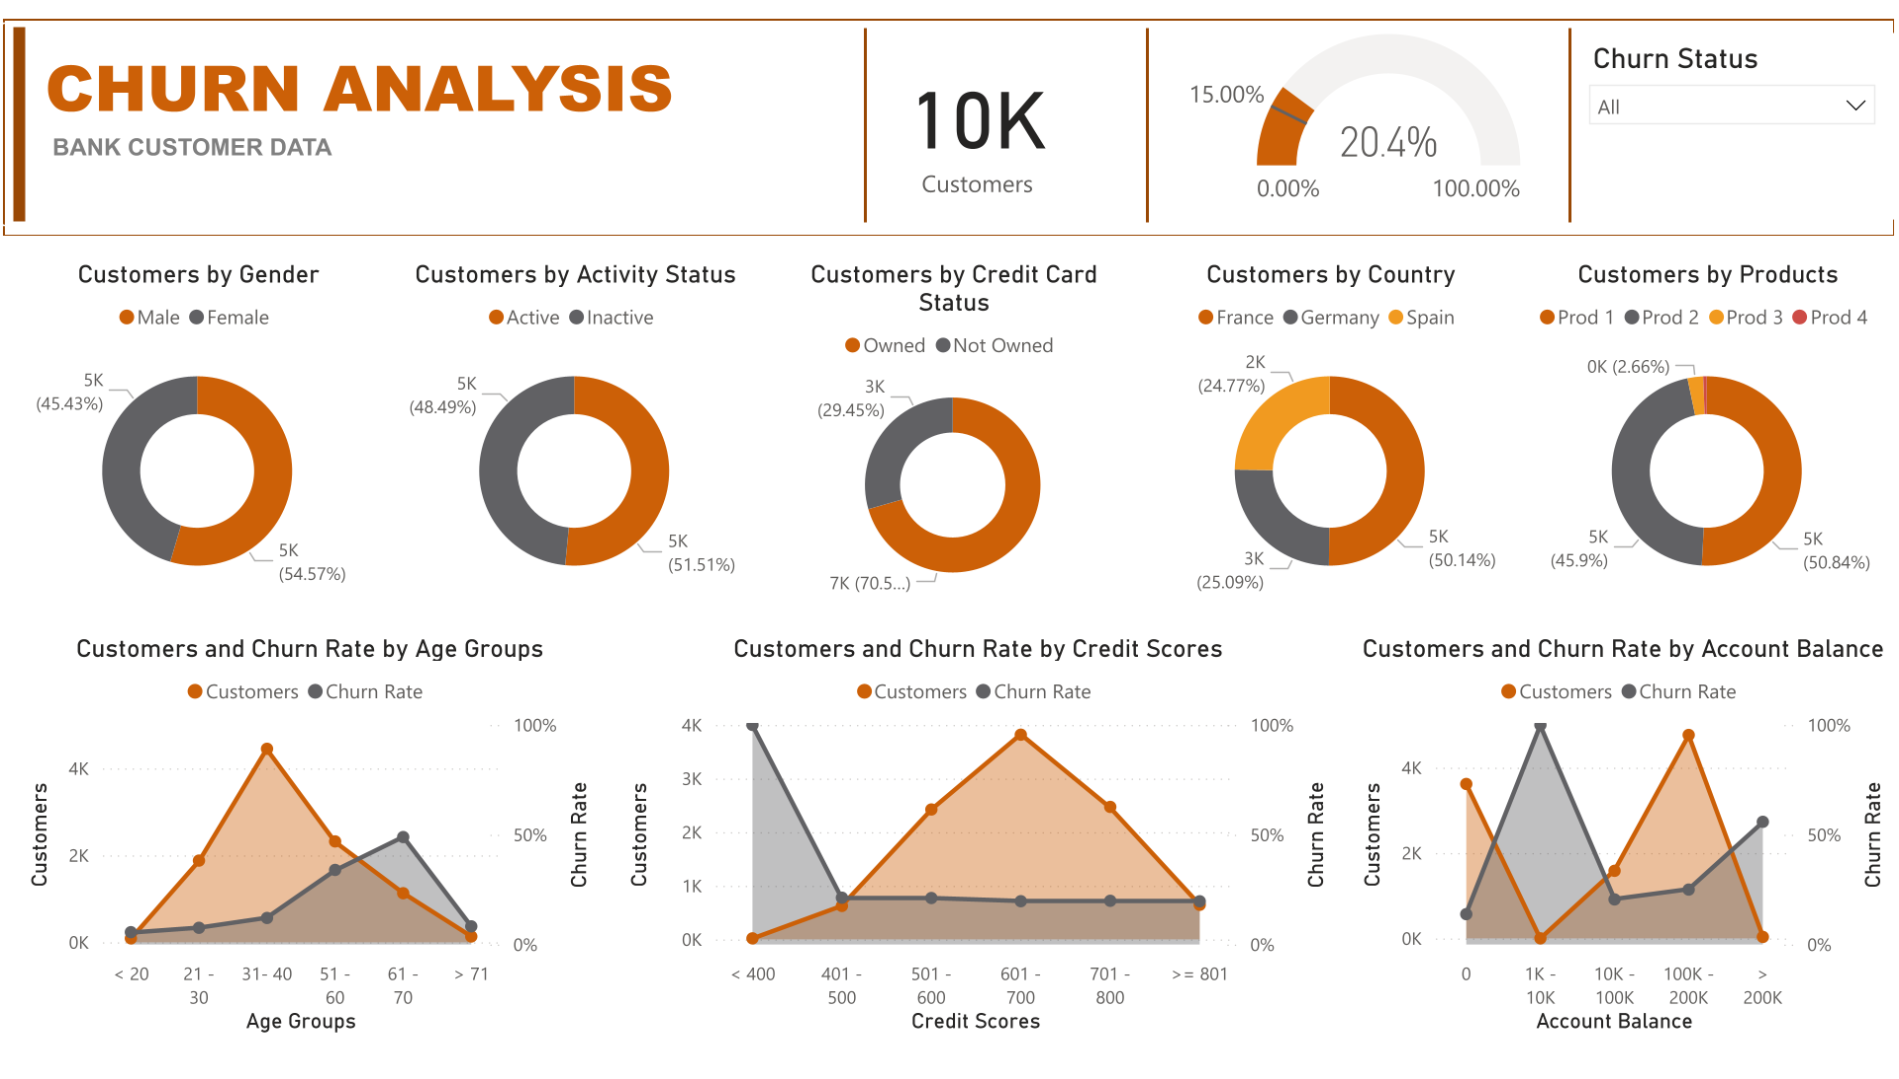 CHURN ANALYSIS
BANK CUSTOMER DATA
10K
Customers
15.00%
20.4%
0.00%
100.00%
Churn Status
All
Customers by Gender
Male Female
5K
(45.43%)
5K
(54.57%)
Customers by Activity Status
Active Inactive
5K
(48.49%)
5K
(51.51%)
Customers by Credit Card
Status
Owned Not Owned
3K
(29.45%)
7K (70.5...)
Customers by Country
France Germany Spain
2K
(24.77%)
3K
(25.09%)
5K
(50.14%)
Customers by Products
Prod 1 Prod 2 Prod 3 Prod 4
0K (2.66%)
5K
(45.9%)
5K
(50.84%)
Customers and Churn Rate by Age Groups
Customers Churn Rate
Customers
4K
2K
0K
100%
50%
0%
Churn Rate
< 20
21 -
30
31- 40
51 -
60
61 -
70
> 71
Age Groups
Customers and Churn Rate by Credit Scores
Customers Churn Rate
Customers
4K
3K
2K
1K
0K
100%
50%
0%
Churn Rate
< 400
401 -
500
501 -
600
601 -
700
701 -
800
>= 801
Credit Scores
Customers and Churn Rate by Account Balance
Customers Churn Rate
Customers
4K
2K
0K
100%
50%
0%
Churn Rate
0
1K -
10K
10K -
100K
100K -
200K
>
200K
Account Balance